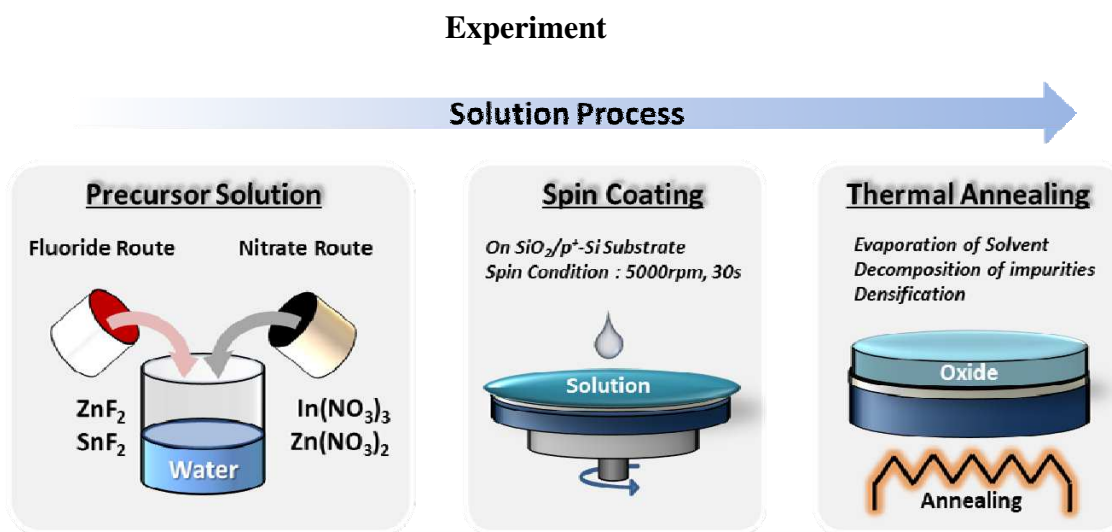 Experiment
Solution Process
Precursor Solution
Fluoride Route
Nitrate Route
ZnF₂
SnF₂
In(NO₃)₃
Zn(NO₃)₂
Water
Spin Coating
On SiO₂/p⁺-Si Substrate
Spin Condition : 5000rpm, 30s
Solution
Thermal Annealing
Evaporation of Solvent
Decomposition of impurities
Densification
Oxide
Annealing